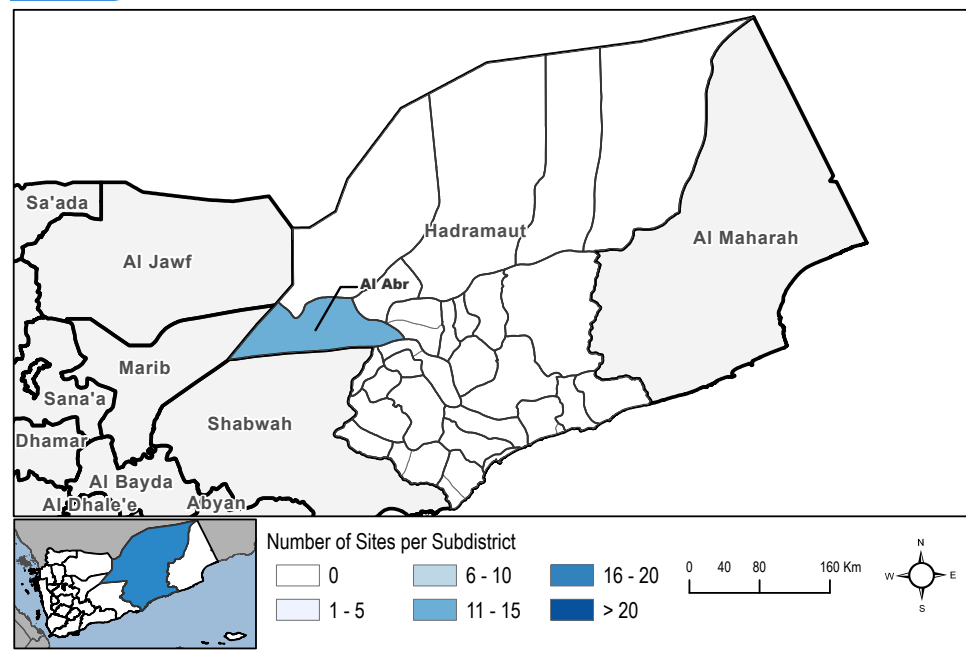 Sa'ada
Al Jawf
Hadramaut
Al Maharah
Al Abr
Marib
Sana'a
Shabwah
Dhamar
Al Bayda
Al Dhale'e
Abyan
Number of Sites per Subdistrict
0
6 - 10
16 - 20
1 - 5
11 - 15
> 20
0 40 80 160 Km
N
W E
S